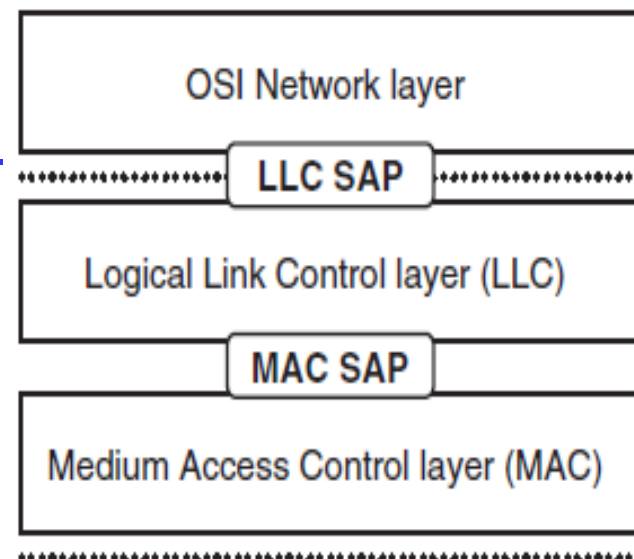 OSI Network layer
LLC SAP
Logical Link Control layer (LLC)
MAC SAP
Medium Access Control layer (MAC)